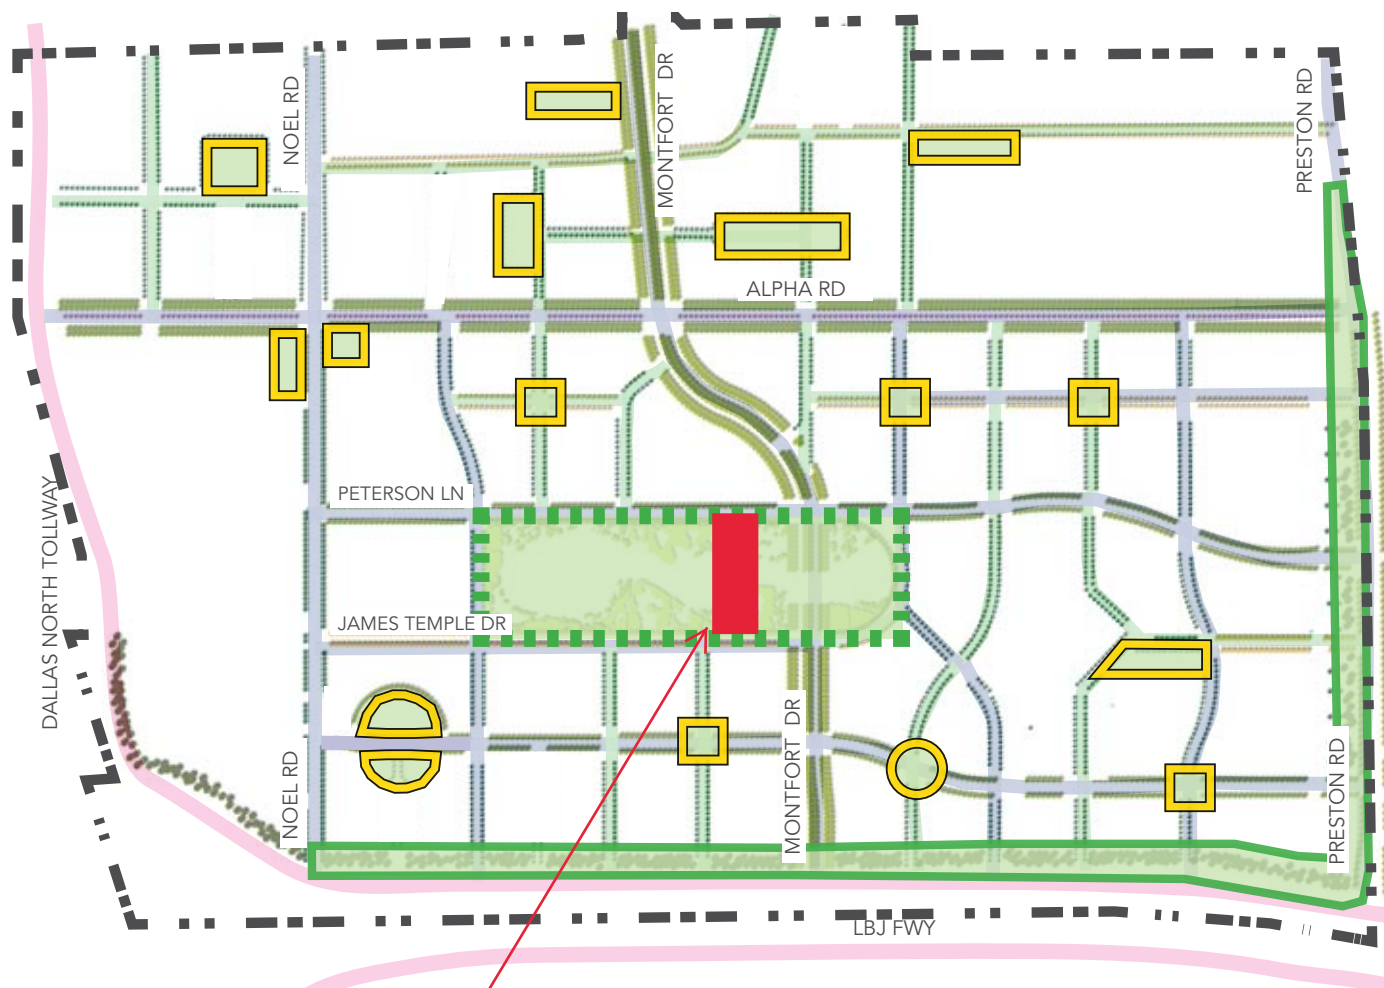 NOEL RD
MONTFORT DR
PRESTON RD
ALPHA RD
PETERSON LN
DALLAS NORTH TOLLWAY
JAMES TEMPLE DR
NOEL RD
MONTFORT DR
PRESTON RD
LBJ FWY